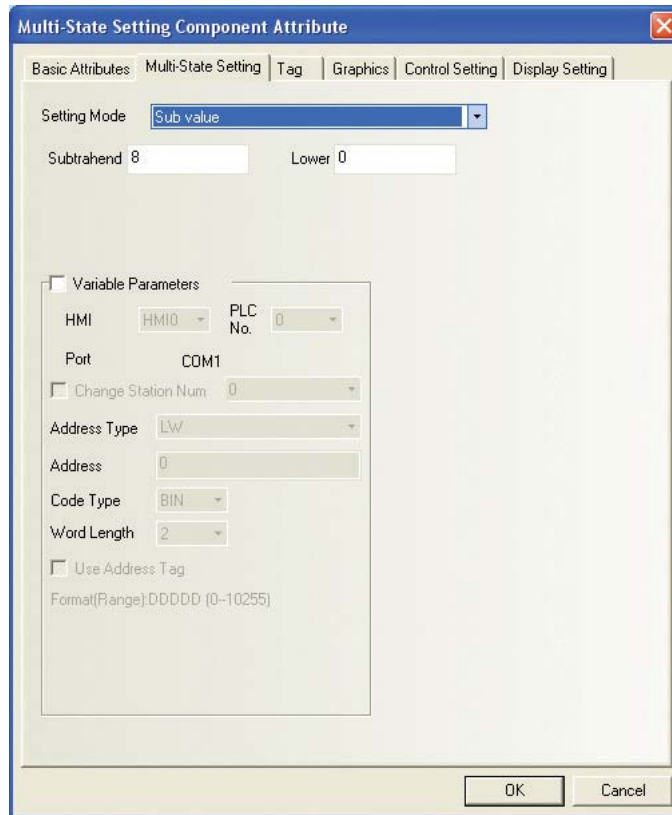 Multi-State Setting Component Attribute
Basic Attributes Multi-State Setting Tag Graphics Control Setting Display Setting
Setting Mode Sub value
Subtrahend 8 Lower 0
Variable Parameters
HMI HMI0 PLC No. 0
Port COM1
Change Station Num 0
Address Type LW
Address 0
Code Type BIN
Word Length 2
Use Address Tag
Format(Range):DDDDD (0--10255)
OK Cancel